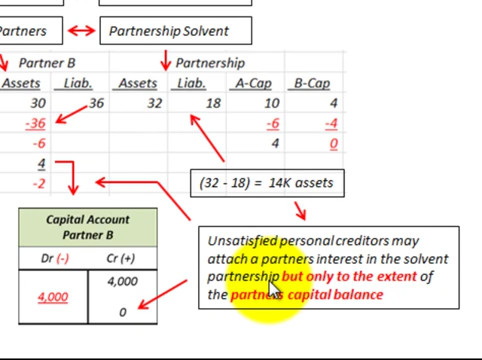 Partners
Partnership Solvent
Partner B
Partnership
Assets Liab. Assets Liab. A-Cap B-Cap
30 36 32 18 10 4
-36 -6 -4
-6 4 0
4
-2
(32 - 18) = 14K assets
Capital Account
Partner B
Dr (-) Cr (+)
4,000
4,000
0
Unsatisfied personal creditors may
attach a partners interest in the solvent
partnership but only to the extent of
the partners capital balance